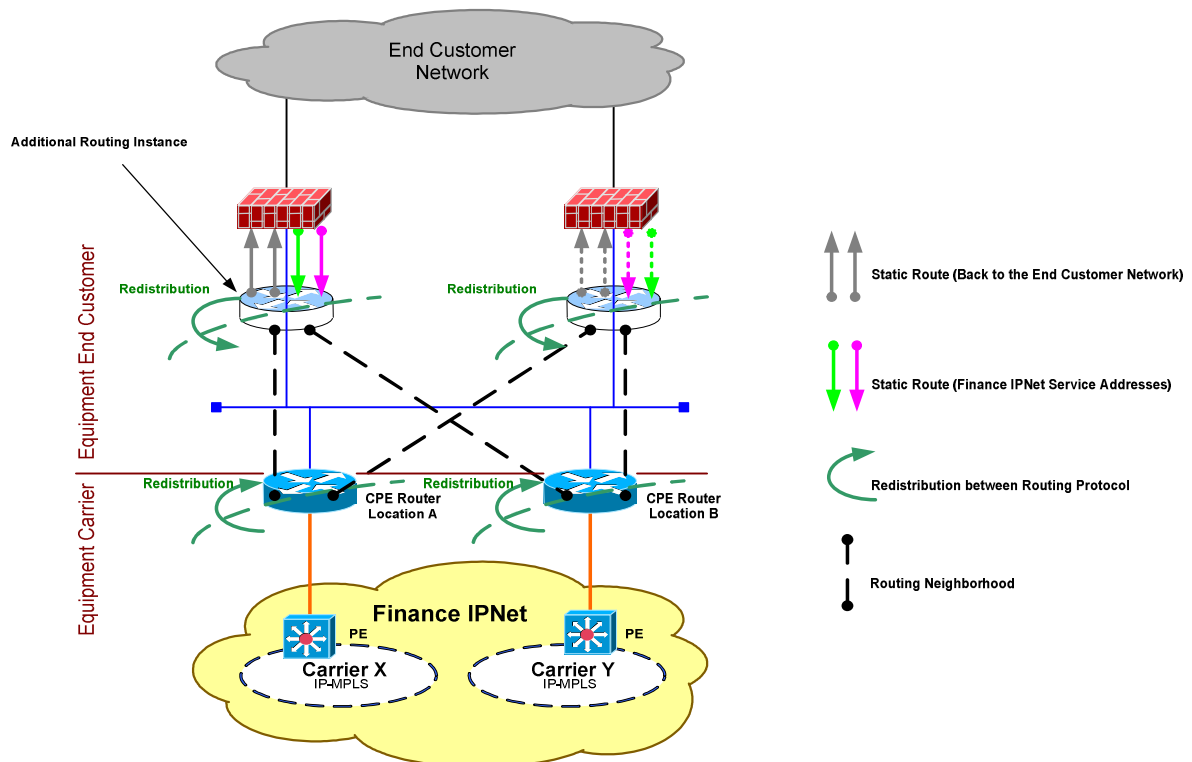 End Customer
Network
Additional Routing Instance
Redistribution
Redistribution
Static Route (Back to the End Customer Network)
Static Route (Finance IPNet Service Addresses)
Redistribution between Routing Protocol
Routing Neighborhood
Equipment End Customer
Equipment Carrier
Redistribution
CPE Router
Location A
Redistribution
CPE Router
Location B
Finance IPNet
PE
PE
Carrier X
IP-MPLS
Carrier Y
IP-MPLS